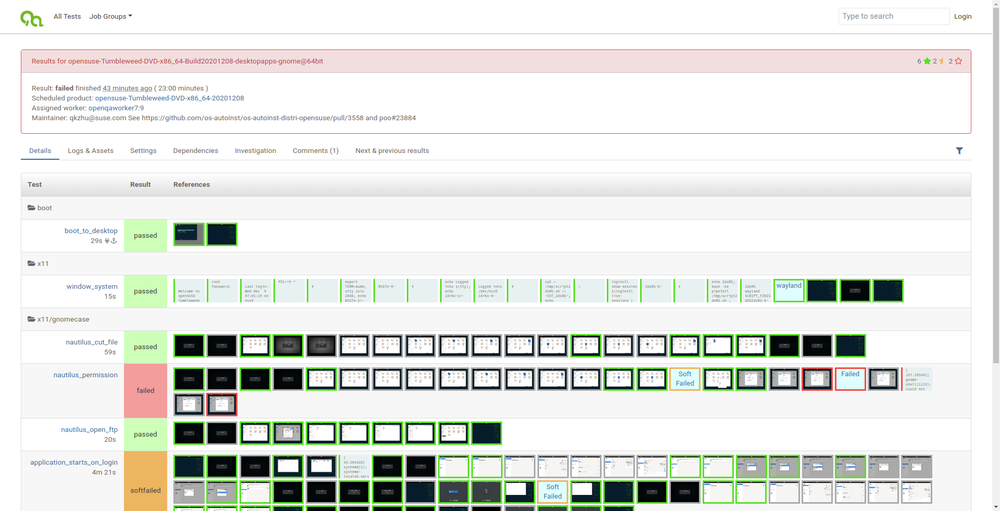 All Tests Job Groups
Type to search
Login
Results for opensuse-Tumbleweed-DVD-x86_64-Build20201208-desktopapps-gnome@64bit
6 2 2
Result: failed finished 43 minutes ago ( 23:00 minutes )
Scheduled product: opensuse-Tumbleweed-DVD-x86_64-20201208
Assigned worker: openqaworker7:9
Maintainer: qkzhu@suse.com See https://github.com/os-autoinst/os-autoinst-distri-opensuse/pull/3558 and poo#23884
Details Logs & Assets Settings Dependencies Investigation Comments (1) Next & previous results
Test Result References
boot
boot_to_desktop
29s
passed
x11
window_system
15s
passed
Welcome to
openSUSE
Tumbleweed
root
Password:
Last login:
Wed Dec 9
07:05:19 on
hvc0
PS1="# "
#
export
TERM=dumb;
stty cols
2048; echo
NtGTe-$?-
NtGTe-0-
#
echo Logged
into $(tty);
echo
lXrKo-$?-
Logged into
/dev/hvc0
lXrKo-0-
#
cat >
/tmp/script2
dsRG.sh <<
'EOT_2dsRG';
echo
>
loginctl
show-session
$(loginctl
list-
sessions |
2dsRG-0-
#
echo 2dsRG;
bash -oe
pipefail
/tmp/script2
dsRG.sh ;
2dsRG
wayland
SCRIPT_FINIS
HED2dsRG-0-
wayland
x11/gnomecase
nautilus_cut_file
59s
passed
nautilus_permission
failed
Soft
Failed
Failed
[
107.395441]
gnome-
shell[1115]:
Could not
nautilus_open_ftp
20s
passed
application_starts_on_login
4m 21s
softfailed
[
50.586428]
systemd[1]:
systemd-
localed.serv
Soft
Failed